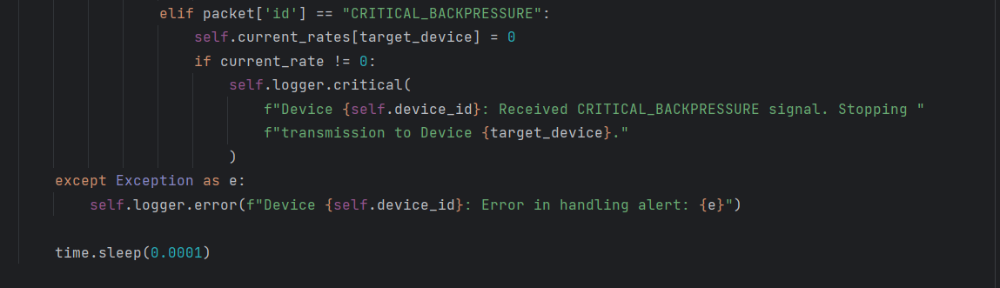 elif packet['id'] == "CRITICAL_BACKPRESSURE":
self.current_rates[target_device] = 0
if current_rate != 0:
self.logger.critical(
f"Device {self.device_id}: Received CRITICAL_BACKPRESSURE signal. Stopping "
f"transmission to Device {target_device}."
)
except Exception as e:
self.logger.error(f"Device {self.device_id}: Error in handling alert: {e}")
time.sleep(0.0001)